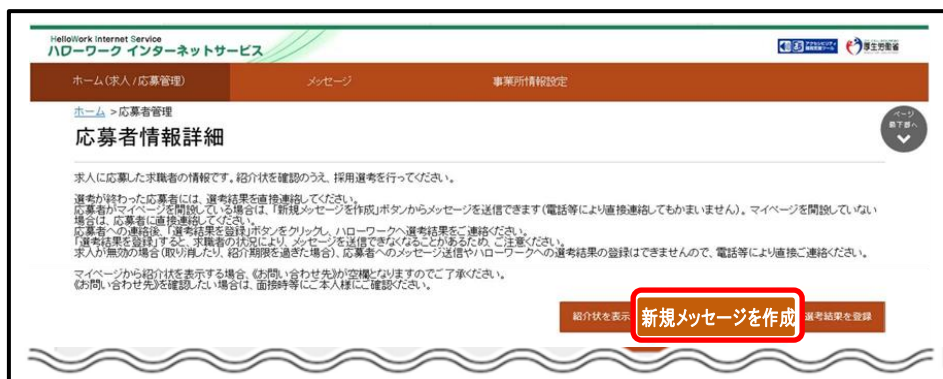 HelloWork Internet Service
ハローワーク インターネットサービス
厚生労働省
ホーム(求人/応募管理)
メッセージ
事業所情報設定
ホーム >応募者管理
ページ
最下部へ
応募者情報詳細
求人に応募した求職者の情報です。紹介状を確認のうえ、採用選考を行ってください。
選考が終わった応募者には、選考結果を直接連絡してください。
応募者がマイページを開設している場合は、「新規メッセージを作成」ボタンからメッセージを送信できます(電話等により直接連絡してもかまいません)。マイページを開設していない
場合は、応募者に直接連絡してください。
応募者への連絡後、「選考結果を登録」ボタンをクリックし、ハローワークへ選考結果をご連絡ください。
「選考結果を登録」すると、求職者の状況により、メッセージを送信できなくなることがあるため、ご注意ください。
求人が無効の場合(取り消したり、紹介期限を過ぎた場合)、応募者へのメッセージ送信やハローワークへの選考結果の登録はできませんので、電話等により直接ご連絡ください。
マイページから紹介状を表示する場合、《お問い合わせ先》が空欄となりますのでご了承ください。
《お問い合わせ先》を確認したい場合は、面接時等にご本人様にご確認ください。
紹介状を表示
新規メッセージを作成
選考結果を登録